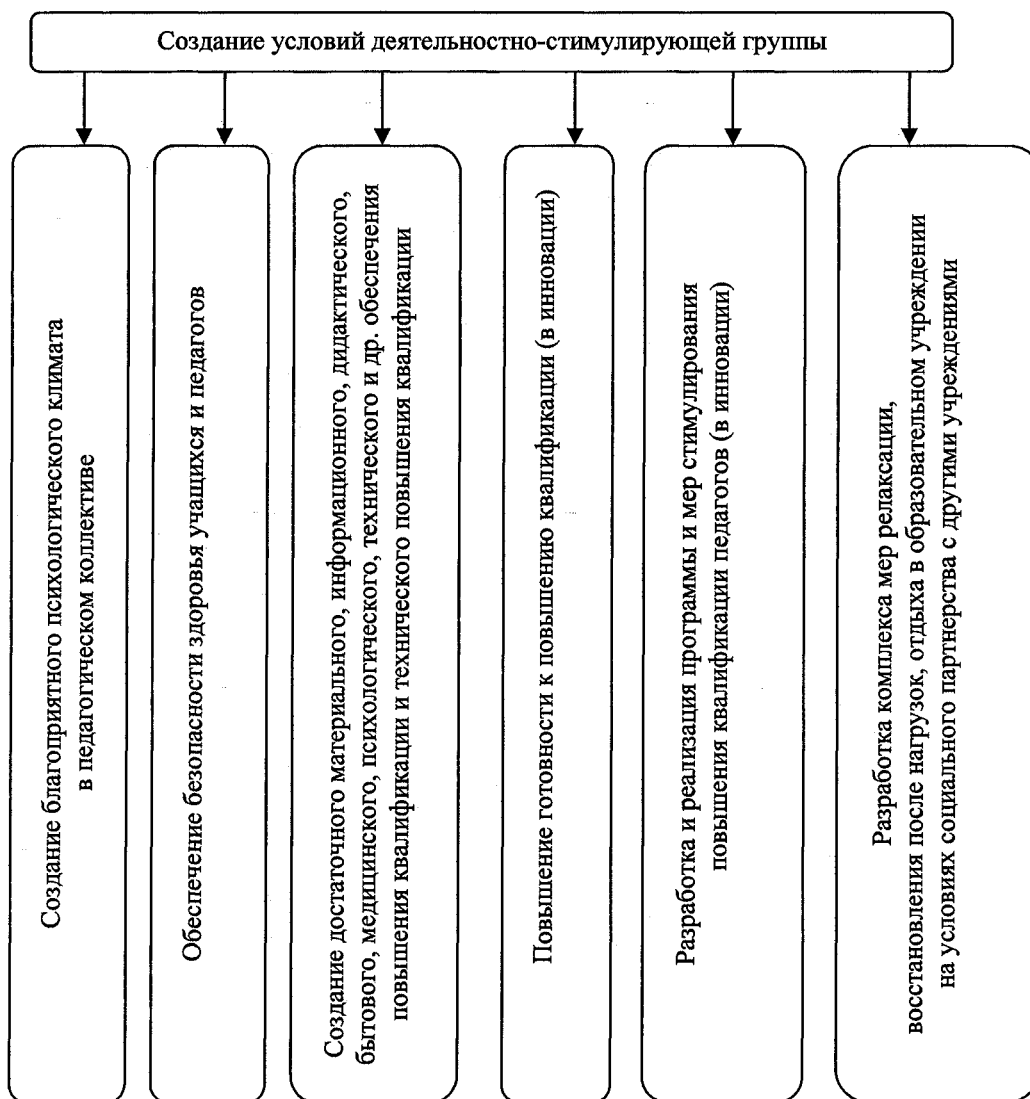 Создание условий деятельностно-стимулирующей группы
Создание благоприятного психологического климата
в педагогическом коллективе
Обеспечение безопасности здоровья учащихся и педагогов
Создание достаточного материального, информационного, дидактического,
бытового, медицинского, психологического, технического и др. обеспечения
повышения квалификации и технического повышения квалификации
Повышение готовности к повышению квалификации (в инновации)
Разработка и реализация программы и мер стимулирования
повышения квалификации педагогов (в инновации)
Разработка комплекса мер релаксации,
восстановления после нагрузок, отдыха в образовательном учреждении
на условиях социального партнерства с другими учреждениями